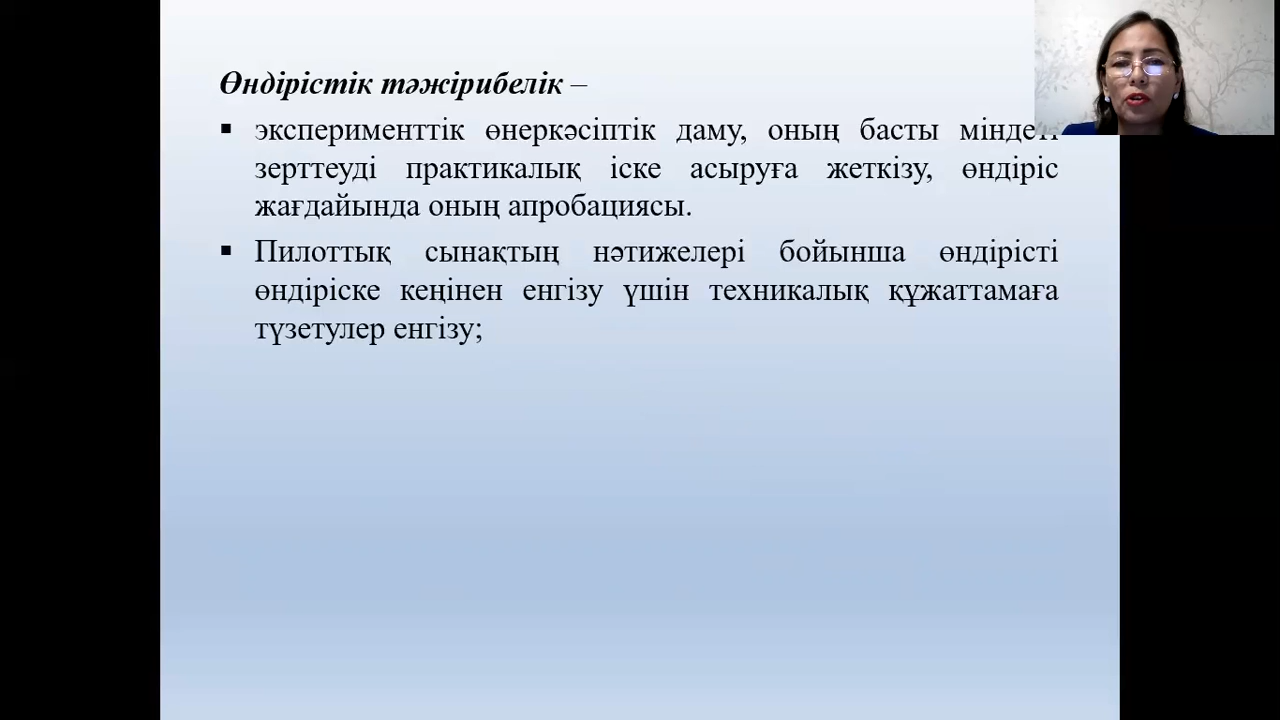 Өндірістік тәжірибелік –
▪ эксперименттік өнеркәсіптік даму, оның басты міндеті
зерттеуді практикалық іске асыруға жеткізу, өндіріс
жағдайында оның апробациясы.
▪ Пилоттық сынақтың нәтижелері бойынша өндірісті
өндіріске кеңінен енгізу үшін техникалық құжаттамаға
түзетулер енгізу;